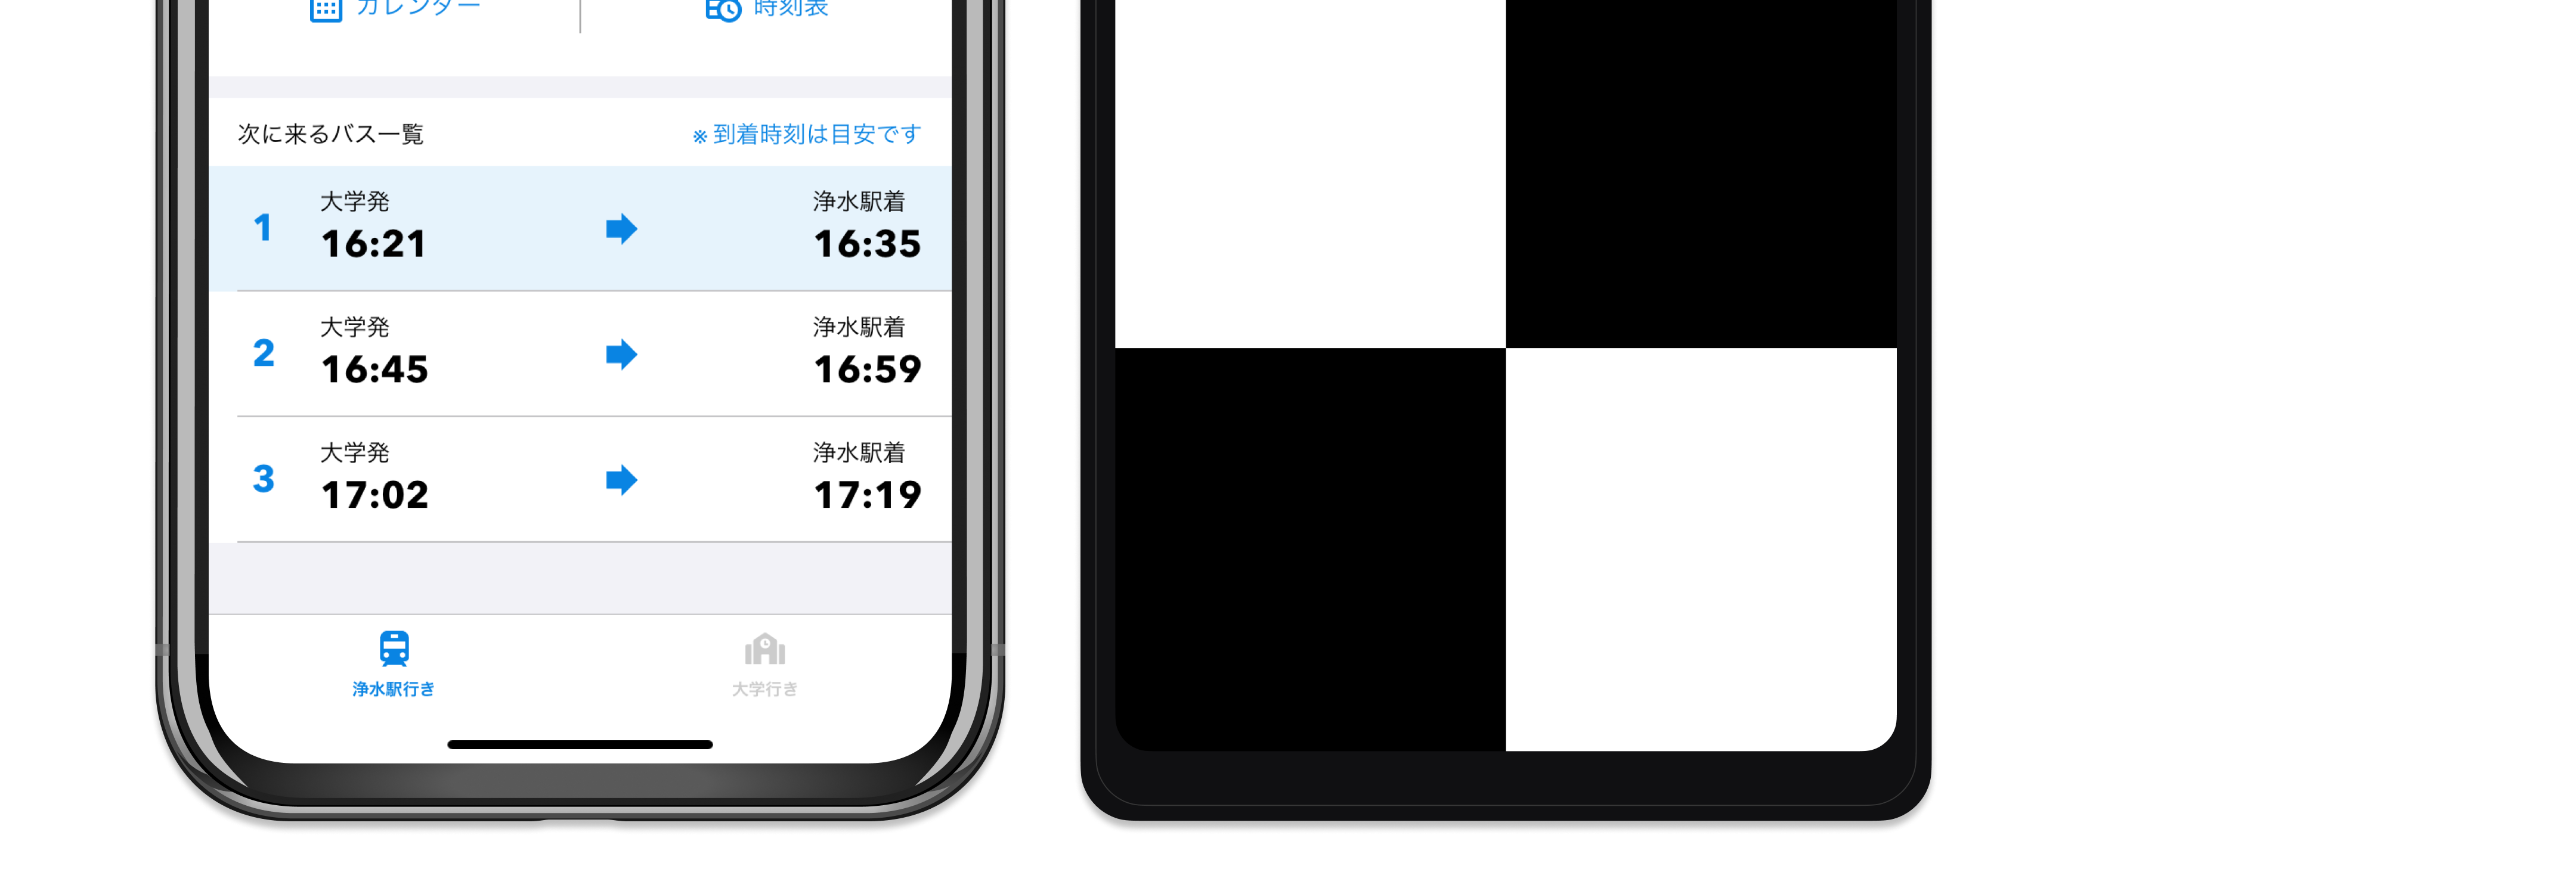 カレンダー
時刻表
次に来るバス一覧
※ 到着時刻は目安です
1
大学発
16:21
浄水駅着
16:35
2
大学発
16:45
浄水駅着
16:59
3
大学発
17:02
浄水駅着
17:19
浄水駅行き
大学行き